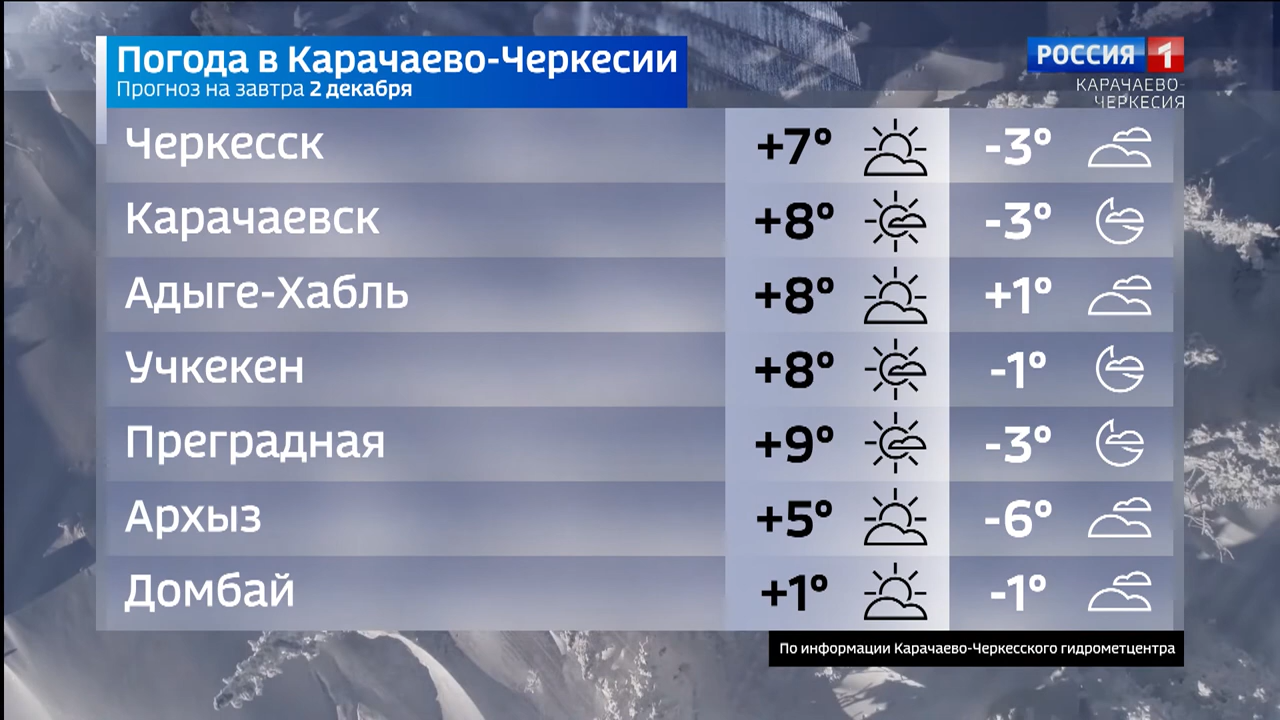 Погода в Карачаево-Черкесии
Прогноз на завтра 2 декабря
РОССИЯ 1
КАРАЧАЕВО-
ЧЕРКЕСИЯ
Черкесск +7° -3°
Карачаевск +8° -3°
Адыге-Хабль +8° +1°
Учкекен +8° -1°
Преградная +9° -3°
Архыз +5° -6°
Домбай +1° -1°
По информации Карачаево-Черкесского гидрометцентра